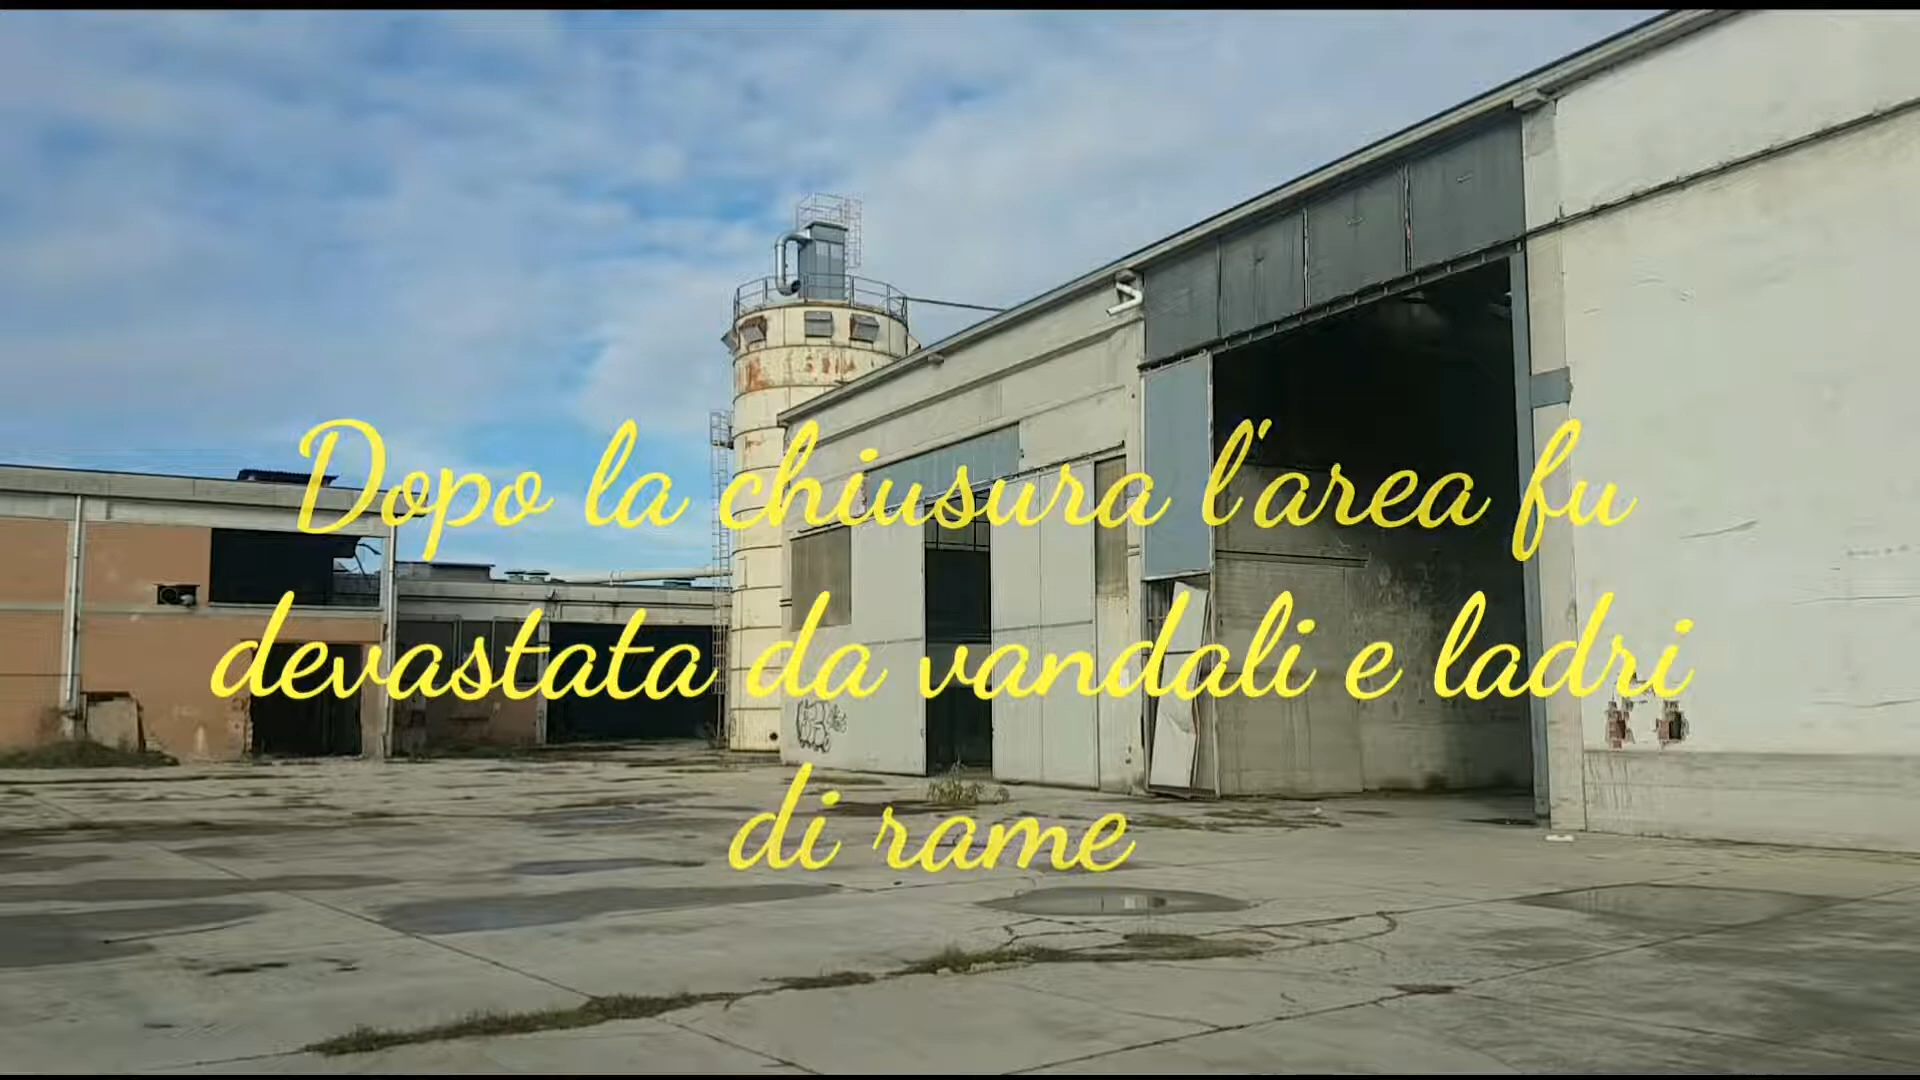 Dopo la chiusura l'area fu
devastata da vandali e ladri
di rame